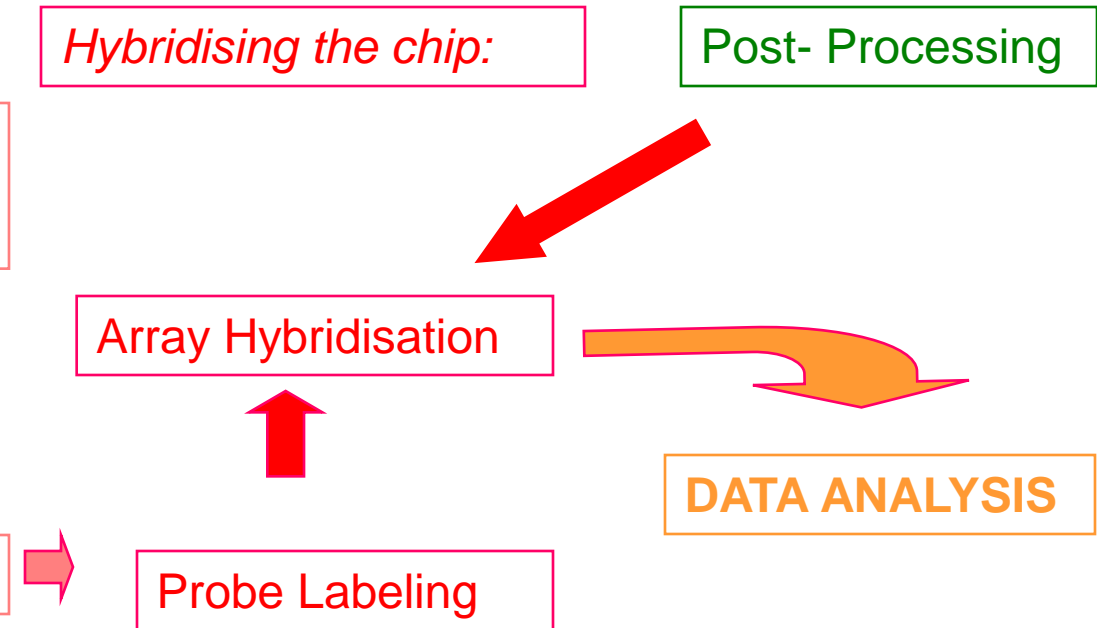 Hybridising the chip:
Post- Processing
Array Hybridisation
DATA ANALYSIS
Probe Labeling